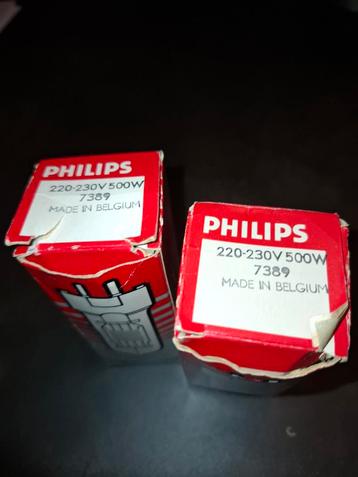 PHILIPS
220-230V 500W
7389
MADE IN BELGIUM
PHILIPS
220-230V 500W
7389
MADE IN BELGIUM